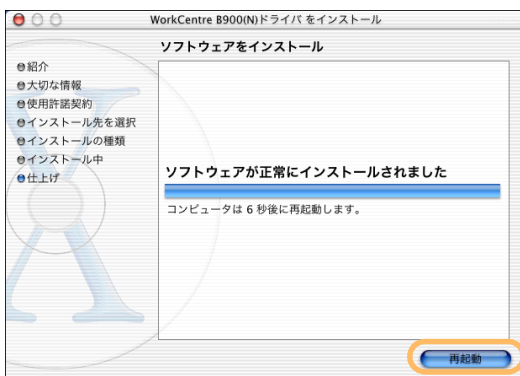 WorkCentre B900(N)ドライバ をインストール
ソフトウェアをインストール
紹介
大切な情報
使用許諾契約
インストール先を選択
インストールの種類
インストール中
仕上げ
ソフトウェアが正常にインストールされました
コンピュータは 6 秒後に再起動します。
再起動